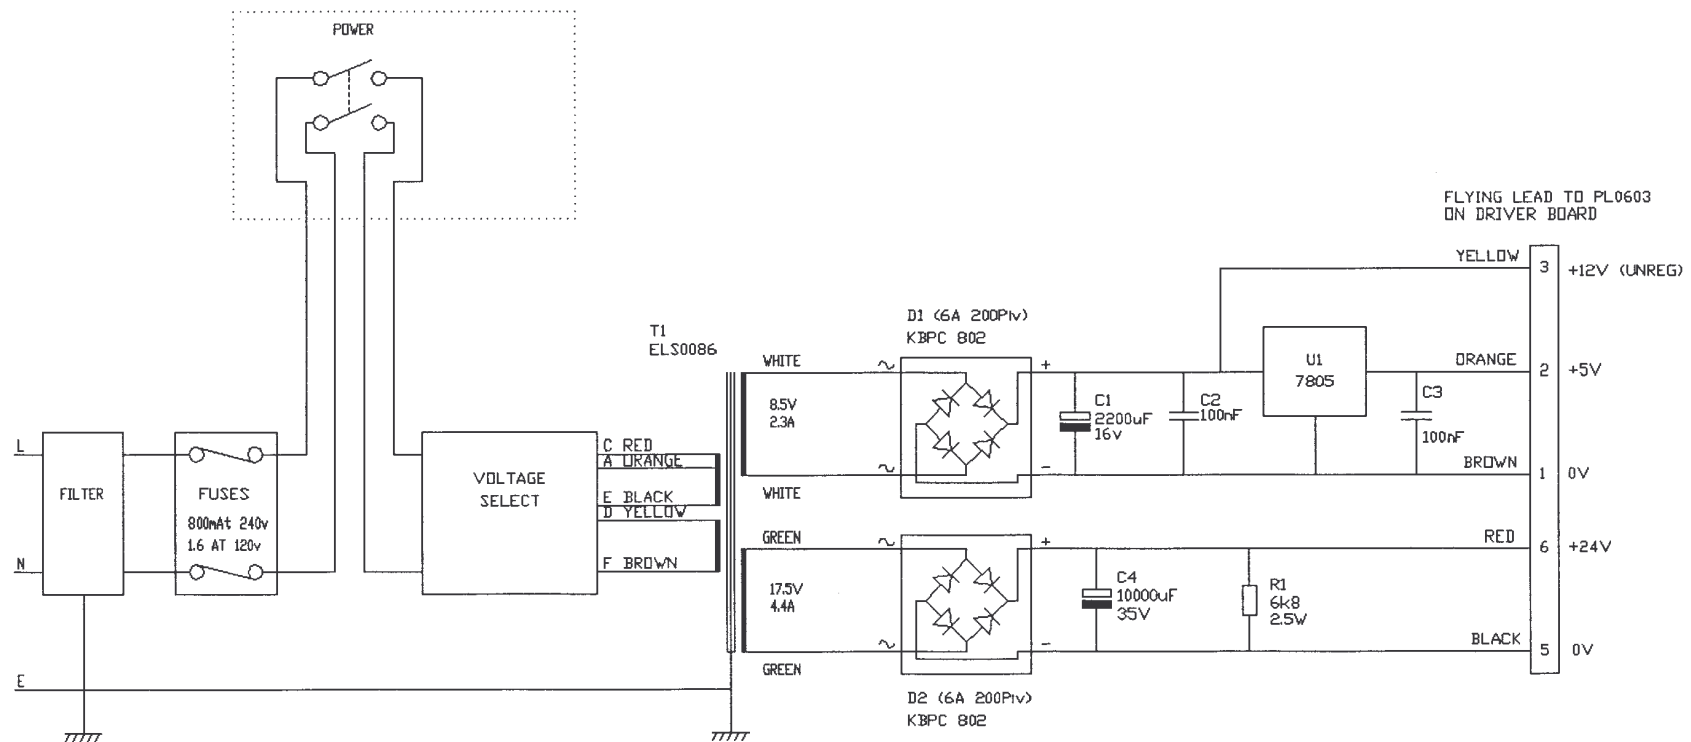 POWER
FLYING LEAD TO PL0603
ON DRIVER BOARD
YELLOW
3
+12V (UNREG)
D1 (6A 200Piv)
KBPC 802
T1
ELS0086
WHITE
~
+
U1
7805
ORANGE
2
+5V
8.5V
2.3A
C1
2200uF
16v
C2
100nF
C3
100nF
L
FILTER
FUSES
800mAt 240v
1.6 AT 120v
N
VOLTAGE
SELECT
C RED
A ORANGE
E BLACK
D YELLOW
F BROWN
~
-
BROWN
1
0V
WHITE
GREEN
~
+
RED
6
+24V
17.5V
4.4A
C4
10000uF
35V
R1
6k8
2.5W
~
-
BLACK
5
0V
GREEN
E
D2 (6A 200Piv)
KBPC 802